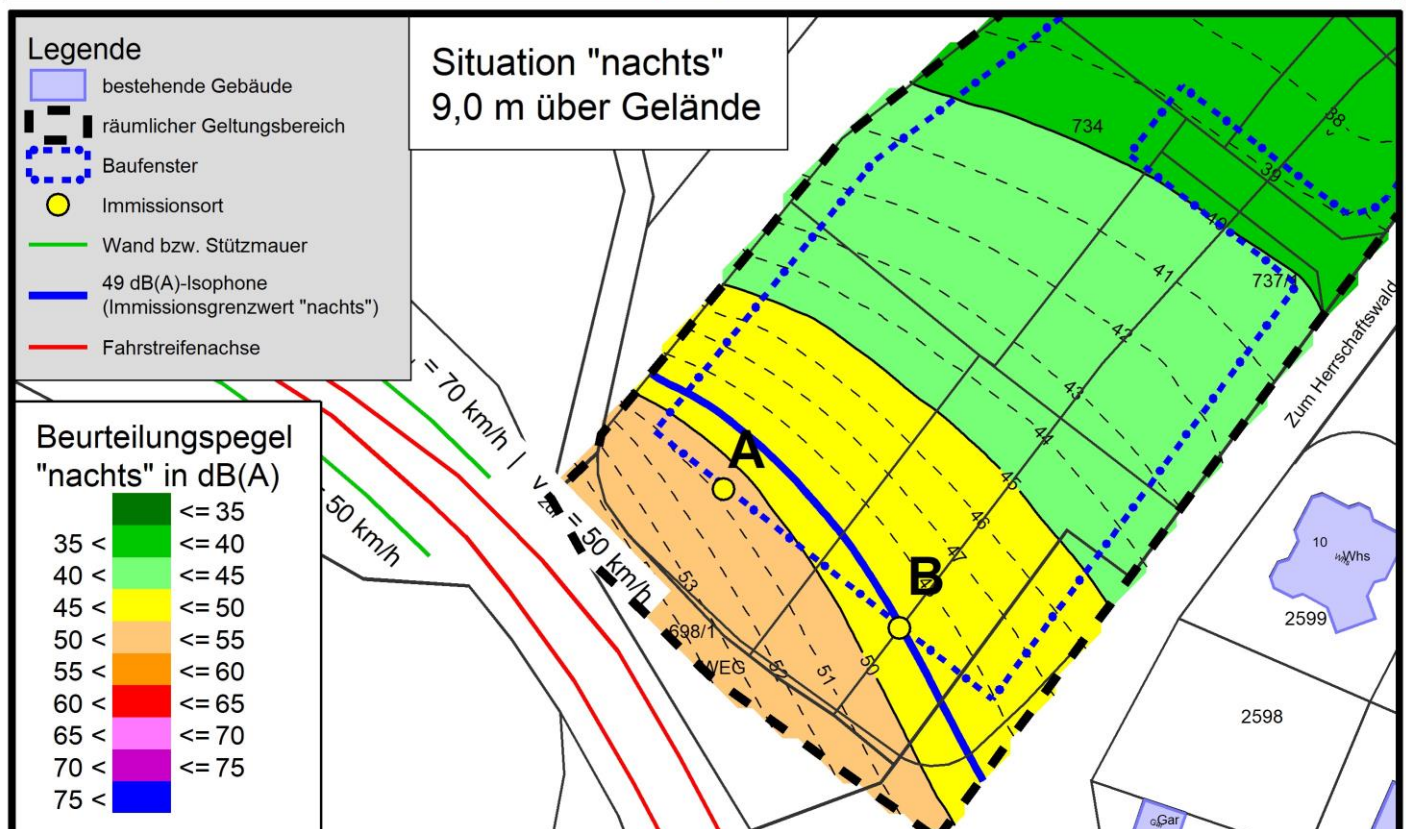 Legende
bestehende Gebäude
räumlicher Geltungsbereich
Baufenster
Immissionsort
Wand bzw. Stützmauer
49 dB(A)-Isophone
(Immissionsgrenzwert "nachts")
Fahrstreifenachse
Situation "nachts"
9,0 m über Gelände
Beurteilungspegel
"nachts" in dB(A)
<= 35
35 < <= 40
40 < <= 45
45 < <= 50
50 < <= 55
55 < <= 60
60 < <= 65
65 < <= 70
70 < <= 75
75 <
= 70 km/h |
v zul = 50 km/h
50 km/h
734
38
39
40
41
737/1
42
43
44
45
46
47
A
B
53
698/1
WEG
52
51
50
Zum Herrschaftswald
10
Whs
Whs
2599
2598
Gar
Gar